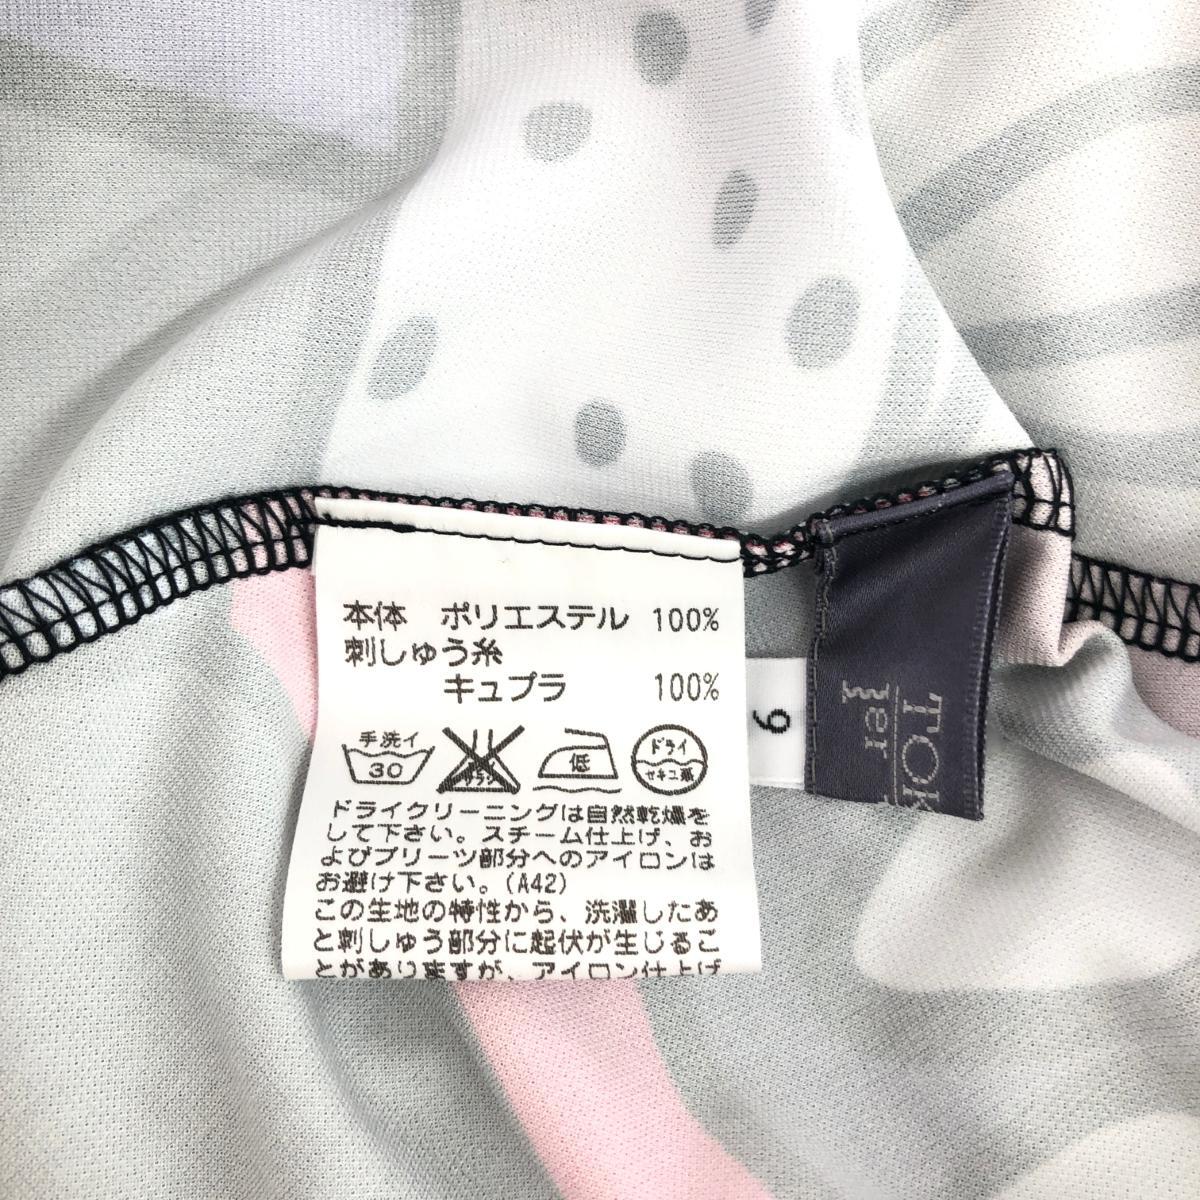 本体 ポリエステル 100%
刺しゅう糸
キュプラ 100%
手洗イ
30
エンソ
サラシ
低
ドライ
セキユ系
ドライクリーニングは自然乾燥を
して下さい。スチーム仕上げ、お
よびプリーツ部分へのアイロンは
お避け下さい。(A42)
この生地の特性から、洗濯したあ
と刺しゅう部分に起伏が生じるこ
とがありますが、アイロン仕上げ
9
TOK